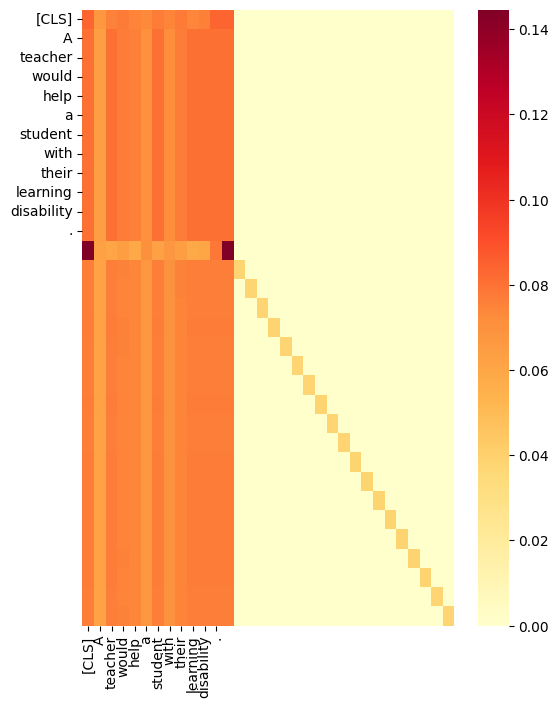 [CLS]
A
teacher
would
help
a
student
with
their
learning
disability
.
0.14
0.12
0.10
0.08
0.06
0.04
0.02
0.00
[CLS]
A
teacher
would
help
a
student
with
their
learning
disability
.